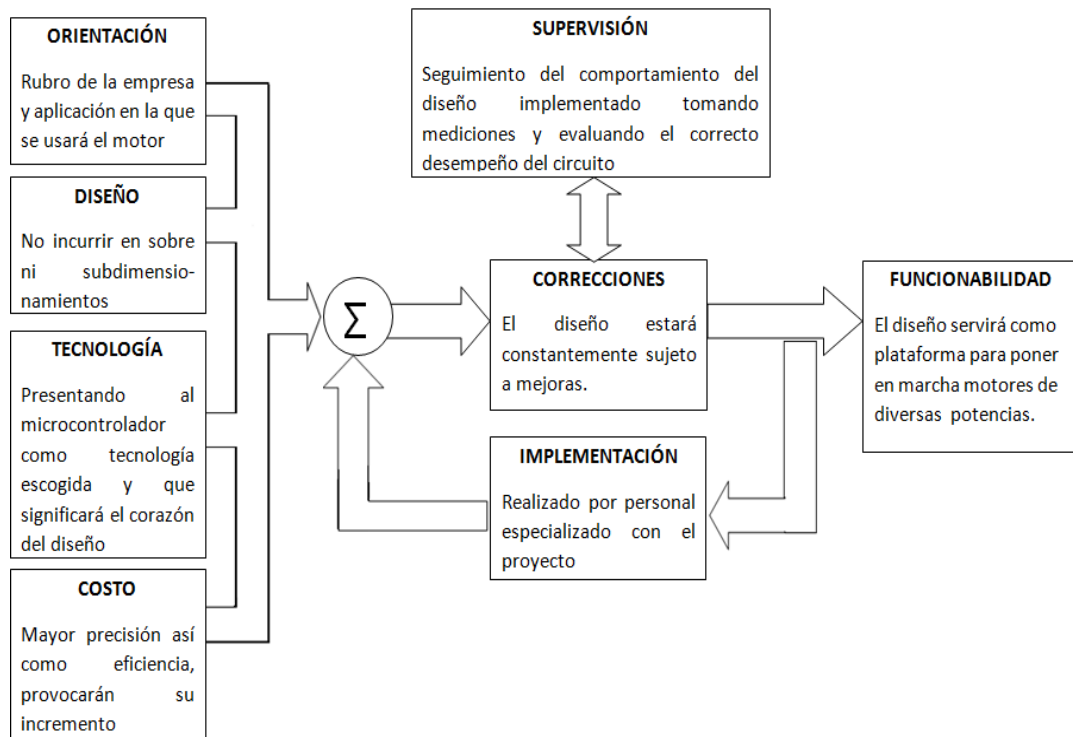 ORIENTACIÓN
Rubro de la empresa
y aplicación en la que
se usará el motor
DISEÑO
No incurrir en sobre
ni subdimensio-
namientos
TECNOLOGÍA
Presentando al
microcontrolador
como tecnología
escogida y que
significará el corazón
del diseño
COSTO
Mayor precisión así
como eficiencia,
provocarán su
incremento
Σ
SUPERVISIÓN
Seguimiento del comportamiento del
diseño implementado tomando
mediciones y evaluando el correcto
desempeño del circuito
CORRECCIONES
El diseño estará
constantemente sujeto
a mejoras.
IMPLEMENTACIÓN
Realizado por personal
especializado con el
proyecto
FUNCIONABILIDAD
El diseño servirá como
plataforma para poner
en marcha motores de
diversas potencias.